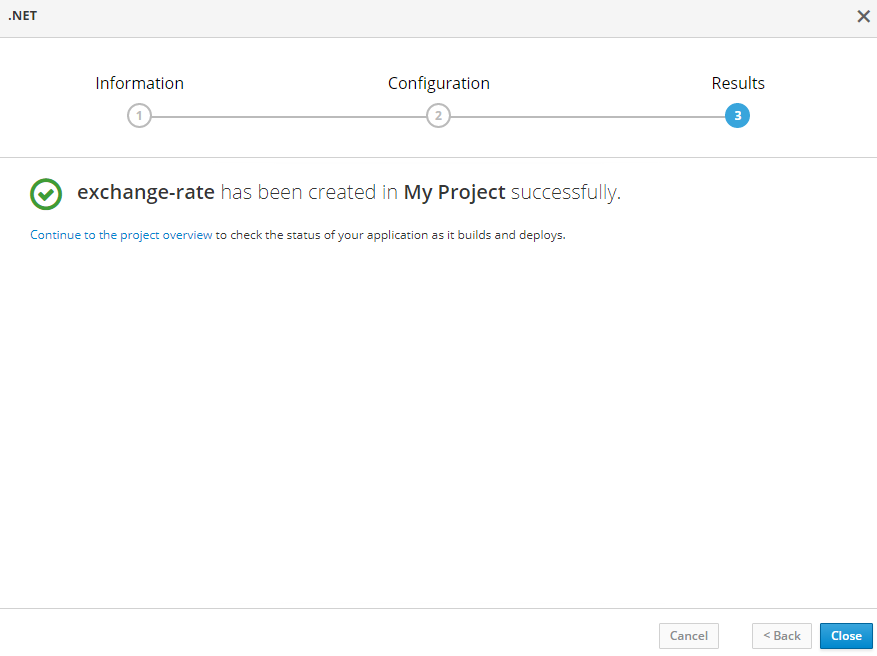 .NET
Information Configuration Results
1 2 3
exchange-rate has been created in My Project successfully.
Continue to the project overview to check the status of your application as it builds and deploys.
Cancel < Back Close